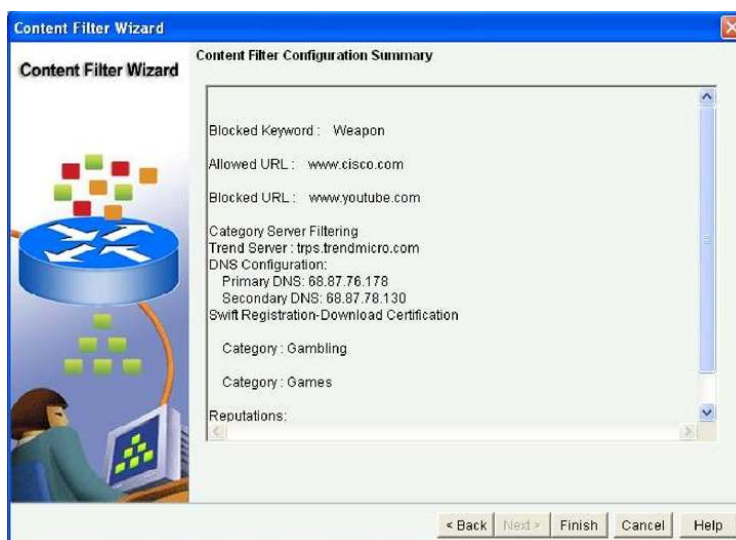 Content Filter Wizard
Content Filter Wizard
Content Filter Configuration Summary
Blocked Keyword : Weapon
Allowed URL : www.cisco.com
Blocked URL : www.youtube.com
Category Server Filtering
Trend Server : trps.trendmicro.com
DNS Configuration:
Primary DNS: 68.87.76.178
Secondary DNS: 68.87.78.130
Swift Registration-Download Certification
Category : Gambling
Category : Games
Reputations:
< Back Next > Finish Cancel Help